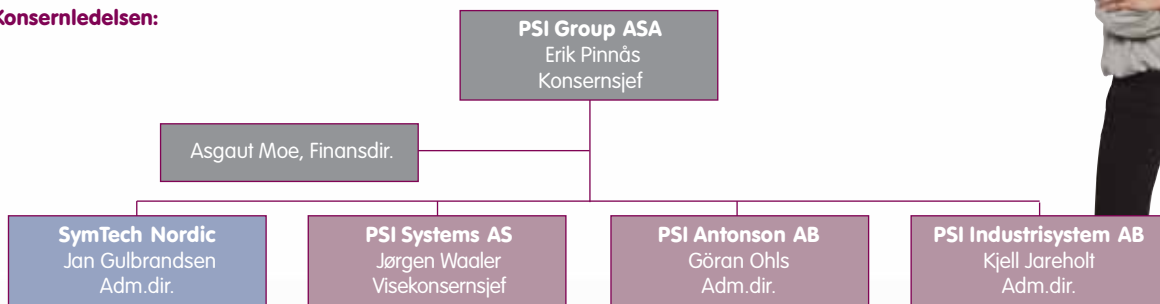 Konsernledelsen:
PSI Group ASA
Erik Pinnås
Konsernsjef
Asgaut Moe, Finansdir.
SymTech Nordic
Jan Gulbrandsen
Adm.dir.
PSI Systems AS
Jørgen Waaler
Visekonsernsjef
PSI Antonson AB
Göran Ohls
Adm.dir.
PSI Industrisystem AB
Kjell Jareholt
Adm.dir.